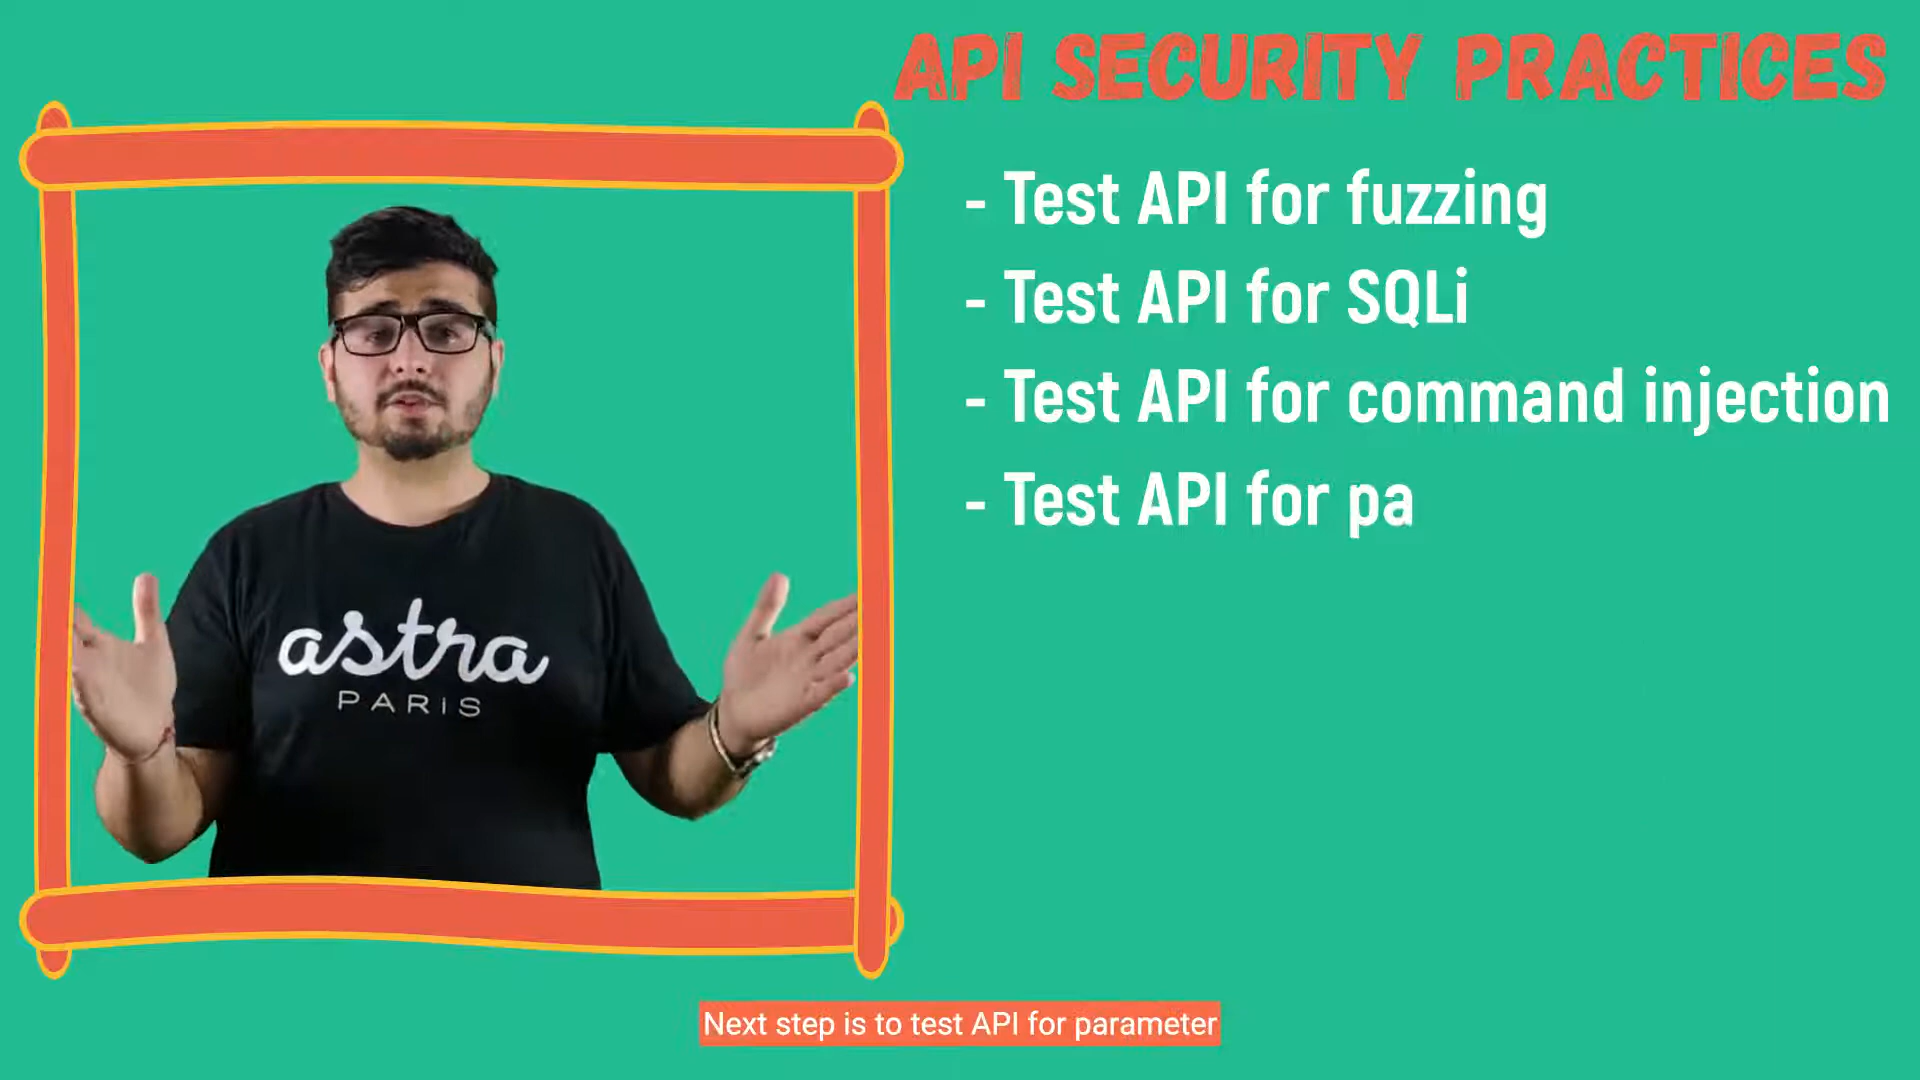 API SECURITY PRACTICES
- Test API for fuzzing
- Test API for SQLi
- Test API for command injection
- Test API for pa
astra
PARIS
Next step is to test API for parameter